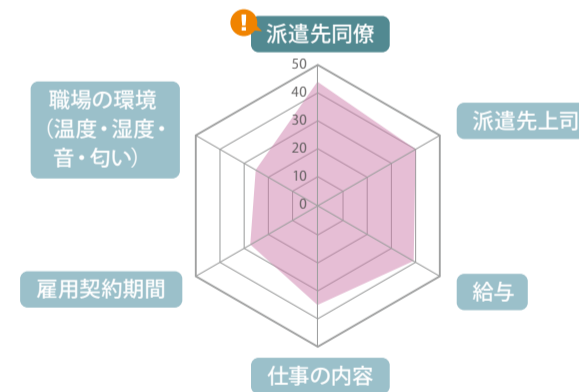 !
派遣先同僚
50
40
30
20
10
0
職場の環境
（温度・湿度・
音・匂い）
派遣先上司
雇用契約期間
給与
仕事の内容